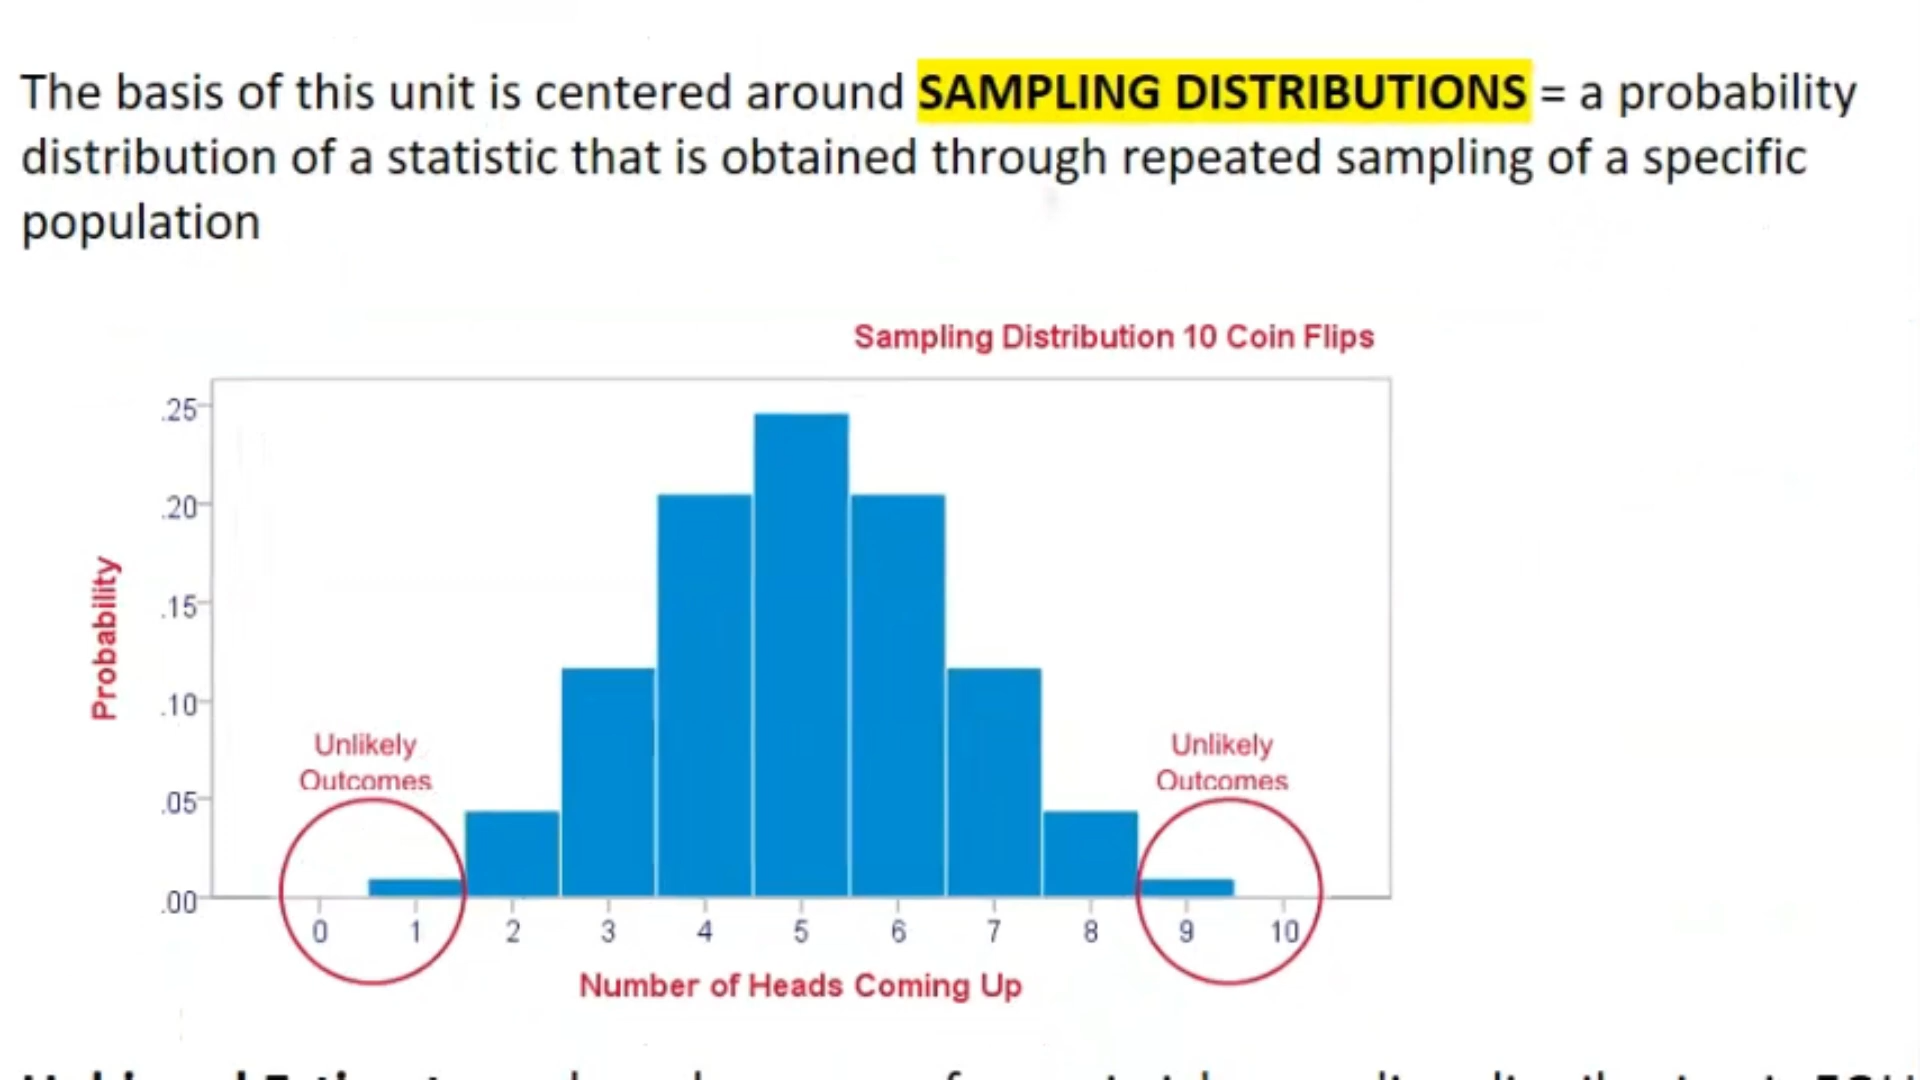 The basis of this unit is centered around SAMPLING DISTRIBUTIONS = a probability
distribution of a statistic that is obtained through repeated sampling of a specific
population
Sampling Distribution 10 Coin Flips
.25
.20
.15
.10
.05
.00
Probability
Unlikely
Outcomes
Unlikely
Outcomes
0 1 2 3 4 5 6 7 8 9 10
Number of Heads Coming Up